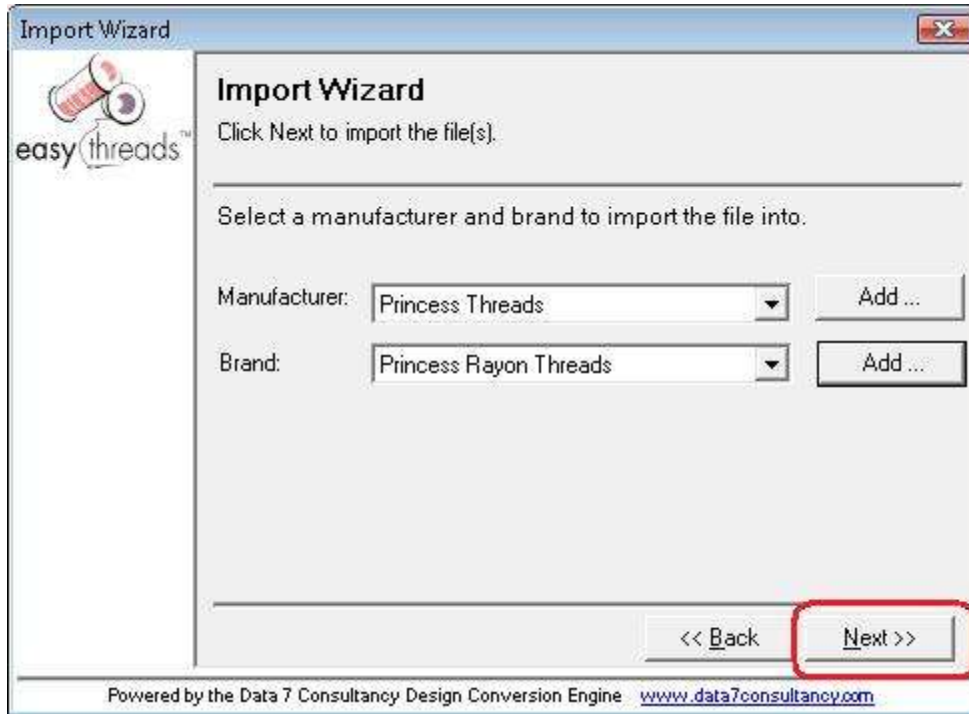 Import Wizard
easy threads™
Import Wizard
Click Next to import the file(s).
Select a manufacturer and brand to import the file into.
Manufacturer: Princess Threads Add ...
Brand: Princess Rayon Threads Add ...
<< Back Next >>
Powered by the Data 7 Consultancy Design Conversion Engine www.data7consultancy.com